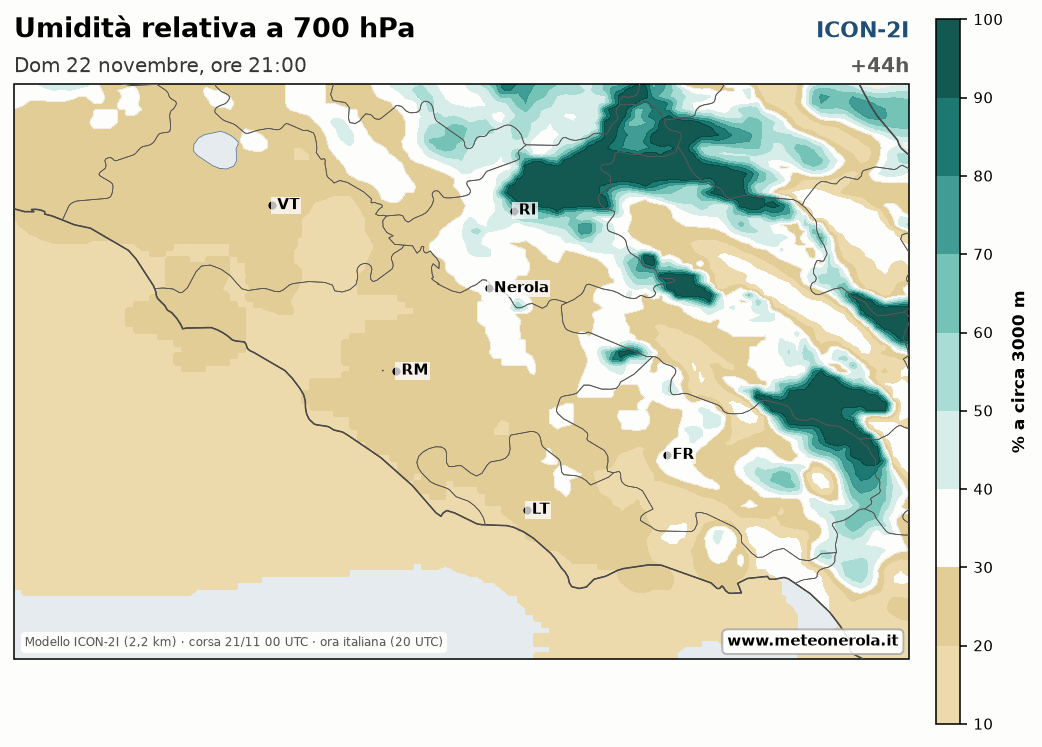 Umidità relativa a 700 hPa
ICON-2I
Dom 22 novembre, ore 21:00
+44h
100
90
80
70
60
50
40
30
20
10
% a circa 3000 m
VT
RI
Nerola
RM
FR
LT
Modello ICON-2I (2,2 km) · corsa 21/11 00 UTC · ora italiana (20 UTC)
www.meteonerola.it